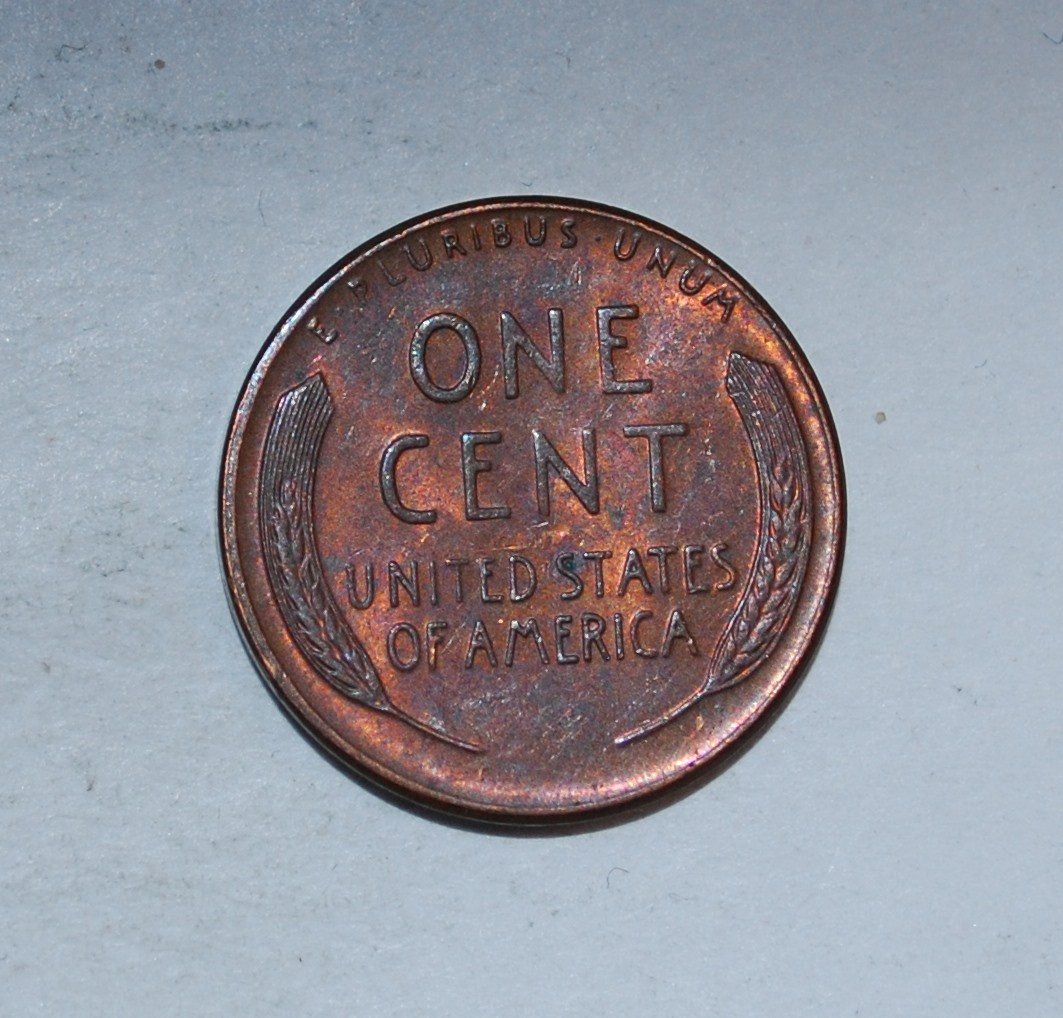 E · PLURIBUS · UNUM
ONE
CENT
UNITED STATES
OF AMERICA